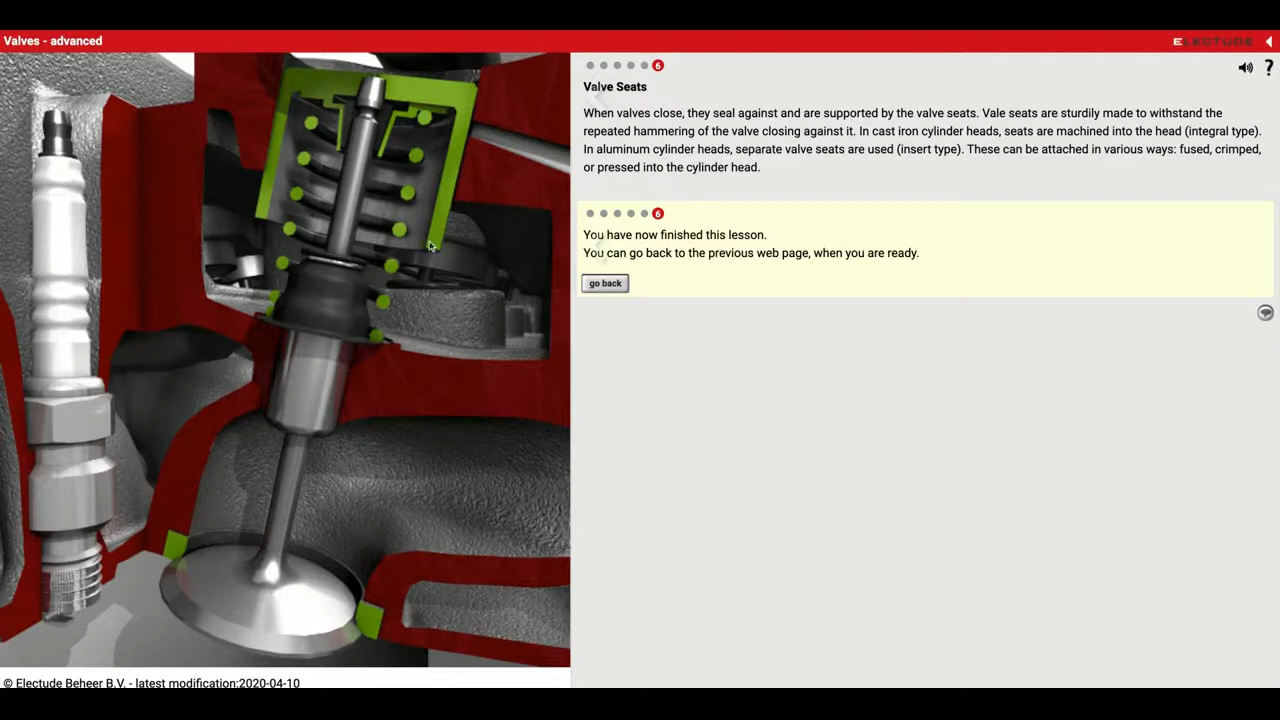 Valves - advanced
ELECTUDE
6
?
Valve Seats
When valves close, they seal against and are supported by the valve seats. Vale seats are sturdily made to withstand the
repeated hammering of the valve closing against it. In cast iron cylinder heads, seats are machined into the head (integral type).
In aluminum cylinder heads, separate valve seats are used (insert type). These can be attached in various ways: fused, crimped,
or pressed into the cylinder head.
6
You have now finished this lesson.
You can go back to the previous web page, when you are ready.
go back
© Electude Beheer B.V. - latest modification:2020-04-10